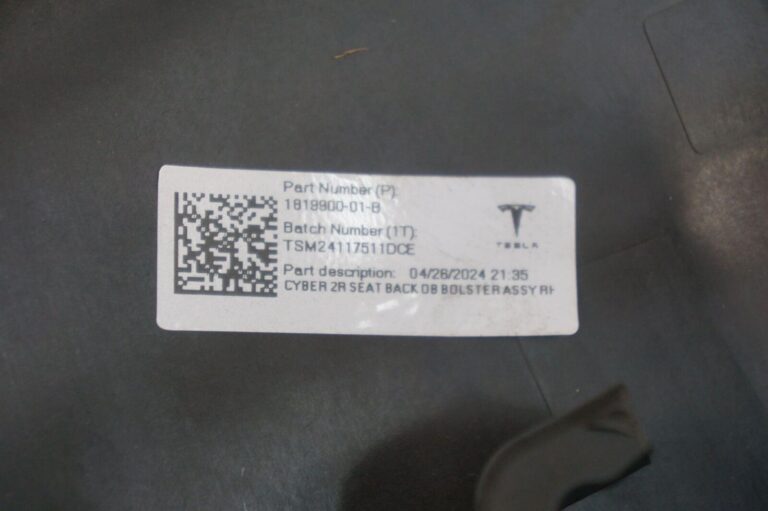 Part Number (P):
1819900-01-B
Batch Number (1T):
TSM24117511DCE
TESLA
Part description: 04/26/2024 21:35
CYBER 2R SEAT BACK OB BOLSTER ASSY RH